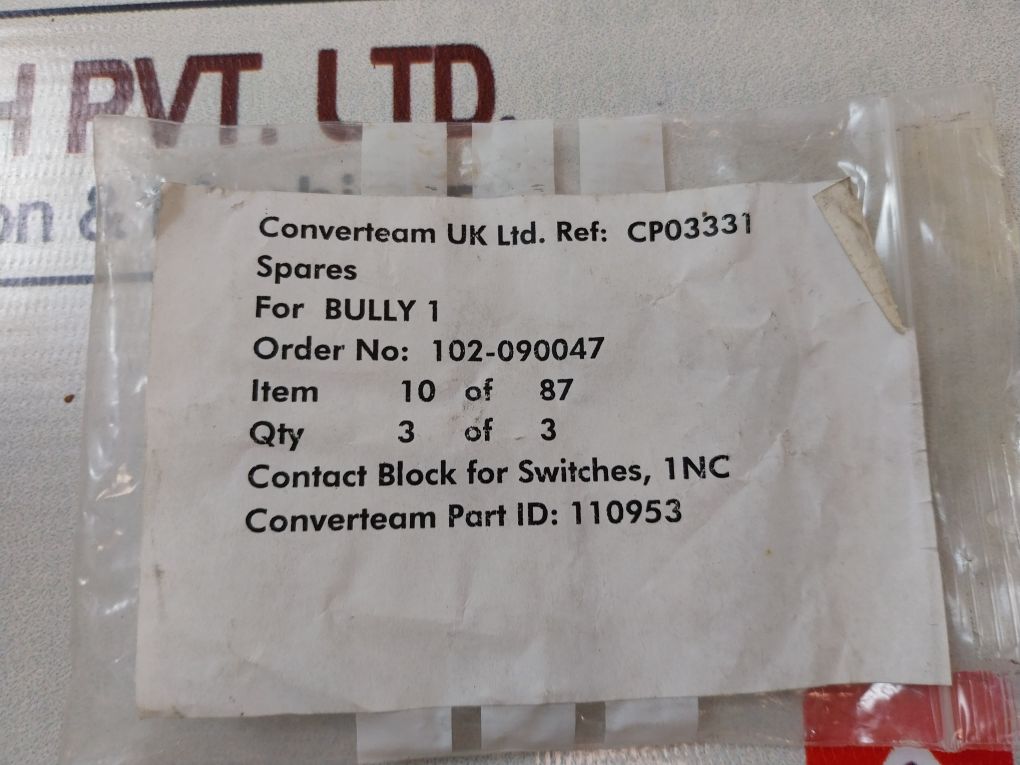 H PVT. LTD.
on &
Converteam UK Ltd. Ref: CP03331
Spares
For BULLY 1
Order No: 102-090047
Item 10 of 87
Qty 3 of 3
Contact Block for Switches, 1NC
Converteam Part ID: 110953